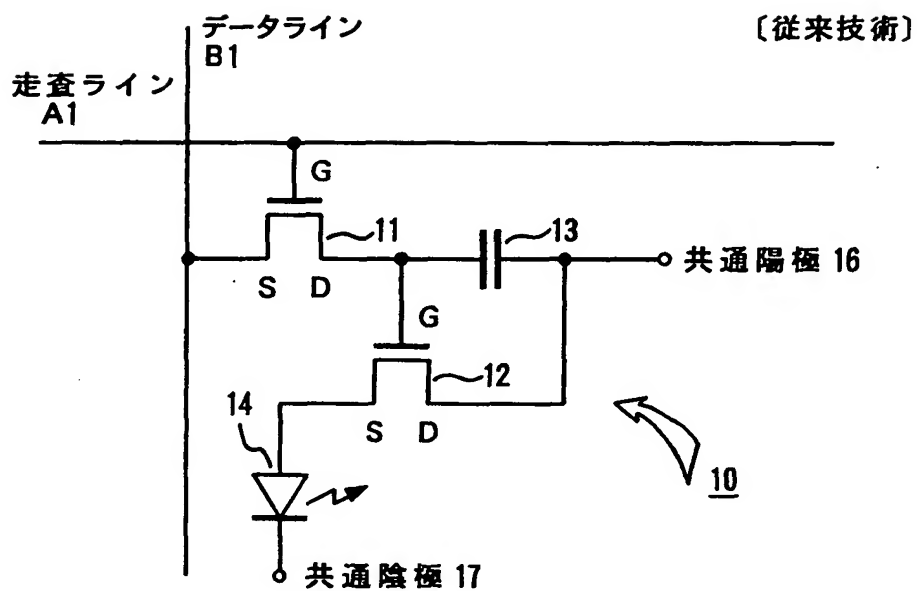 データライン
B1
〔従来技術〕
走査ライン
A1
G
11
13
S D
共通陽極 16
G
12
14
S D
10
共通陰極 17